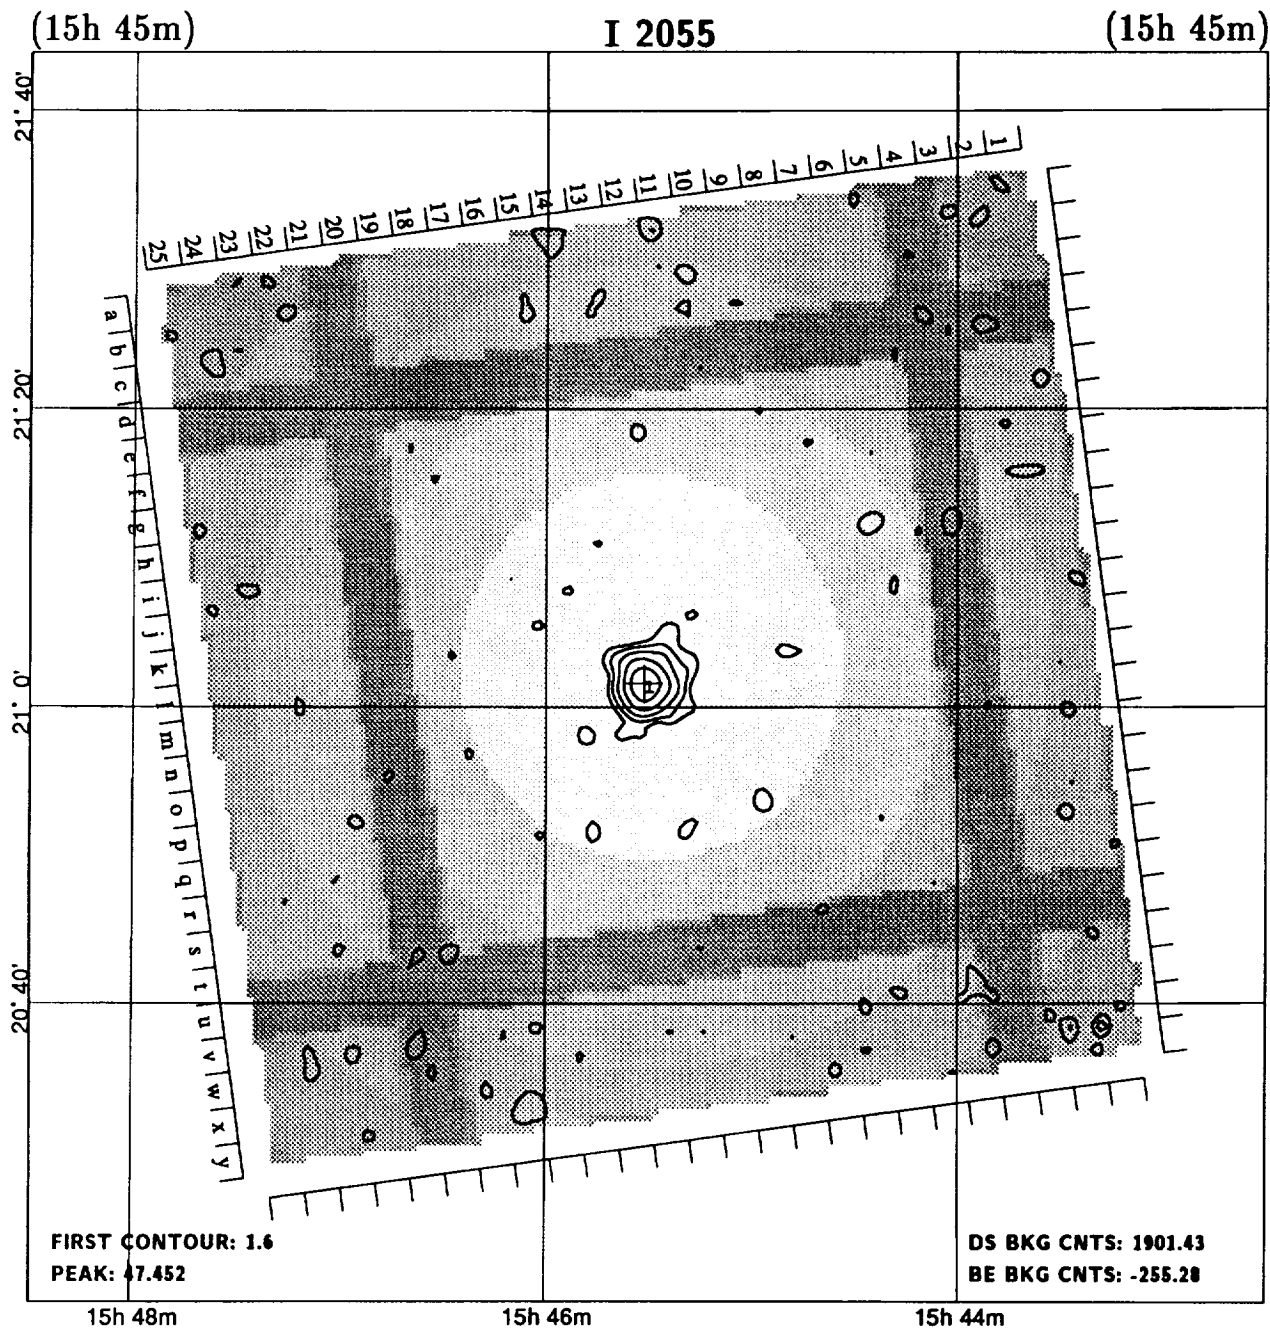 (15h 45m) I 2055 (15h 45m)
21° 40'
21° 20'
21° 0'
20° 40'
1 2 3 4 5 6 7 8 9 10 11 12 13 14 15 16 17 18 19 20 21 22 23 24 25
a b c d e f g h i j k l m n o p q r s t u v w x y
FIRST CONTOUR: 1.6 DS BKG CNTS: 1901.43
PEAK: 47.452 BE BKG CNTS: -255.28
15h 48m 15h 46m 15h 44m